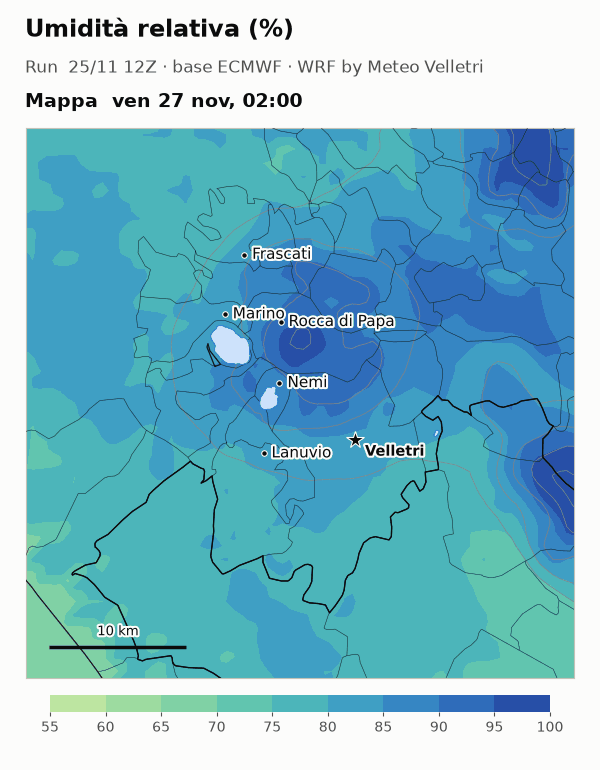 Umidità relativa (%)
Run  25/11 12Z · base ECMWF · WRF by Meteo Velletri
Mappa  ven 27 nov, 02:00
Frascati
Marino
Rocca di Papa
Nemi
Velletri
Lanuvio
10 km
55 60 65 70 75 80 85 90 95 100